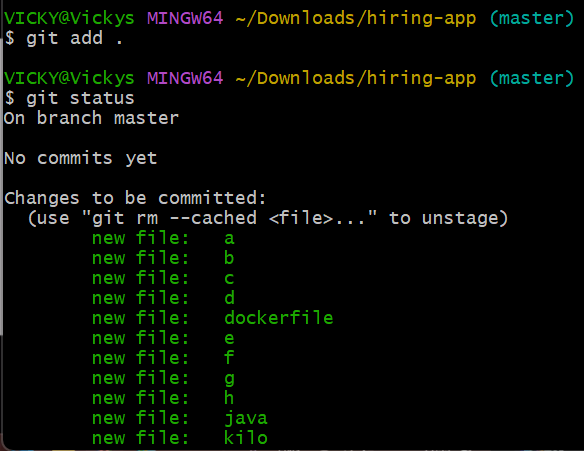 VICKY@Vickys MINGW64 ~/Downloads/hiring-app (master)
$ git add .
VICKY@Vickys MINGW64 ~/Downloads/hiring-app (master)
$ git status
On branch master
No commits yet
Changes to be committed:
  (use "git rm --cached <file>..." to unstage)
        new file:   a
        new file:   b
        new file:   c
        new file:   d
        new file:   dockerfile
        new file:   e
        new file:   f
        new file:   g
        new file:   h
        new file:   java
        new file:   kilo